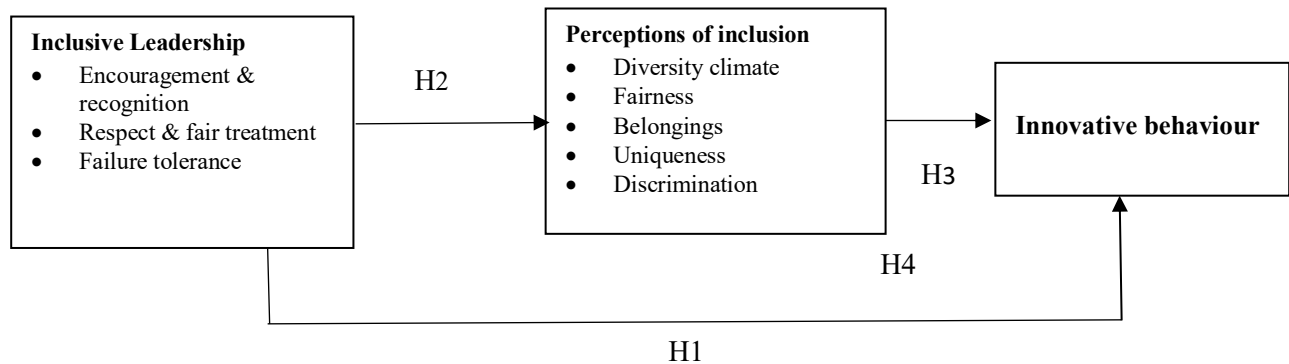 Inclusive Leadership
• Encouragement &
recognition
• Respect & fair treatment
• Failure tolerance
H2
Perceptions of inclusion
• Diversity climate
• Fairness
• Belongings
• Uniqueness
• Discrimination
H3
Innovative behaviour
H4
H1